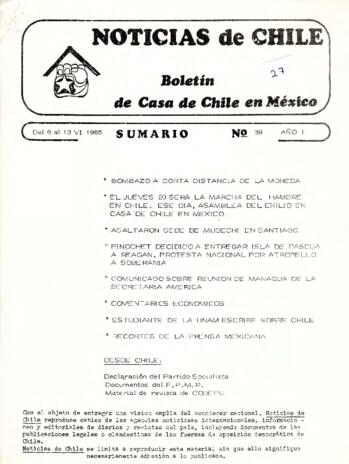 NOTICIAS de CHILE
27
Boletín
de Casa de Chile en México
Del 6 al 13 VI 1985 SUMARIO Nº 39 AÑO I
* BOMBAZO A CORTA DISTANCIA DE LA MONEDA
* EL JUEVES 20 SERA LA MARCHA DEL HAMBRE
EN CHILE, ESE DIA, ASAMBLEA DEL EXILIO EN
CASA DE CHILE EN MEXICO
* ASALTARON SEDE DE MUDECHI EN SANTIAGO
* PINOCHET DECIDIDO A ENTREGAR ISLA DE PASCUA
A REAGAN, PROTESTA NACIONAL POR ATROPELLO
A SOBERANIA
* COMUNICADO SOBRE REUNION DE MANAGUA DE LA
SECRETARIA AMERICA
* COMENTARIOS ECONOMICOS
* ESTUDIANTE DE LA UNAM ESCRIBE SOBRE CHILE
* RECORTES DE LA PRENSA MEXICANA
DESDE CHILE:
Declaración del Partido Socialista
Documentos del F.P.M.R.
Material de revista de CODEPU
Con el objeto de entregar una visión amplia del acontecer nacional, Noticias de
Chile reproduce cables de las agencias noticiosas internacionales, informacio-
nes y editoriales de diarios y revistas del país, incluyendo documentos de las
publicaciones legales o clandestinas de las fuerzas de oposición democrática de
Chile.
Noticias de Chile se limita a reproducir este material sin que ello signifique
necesariamente adhesión a lo publicado.